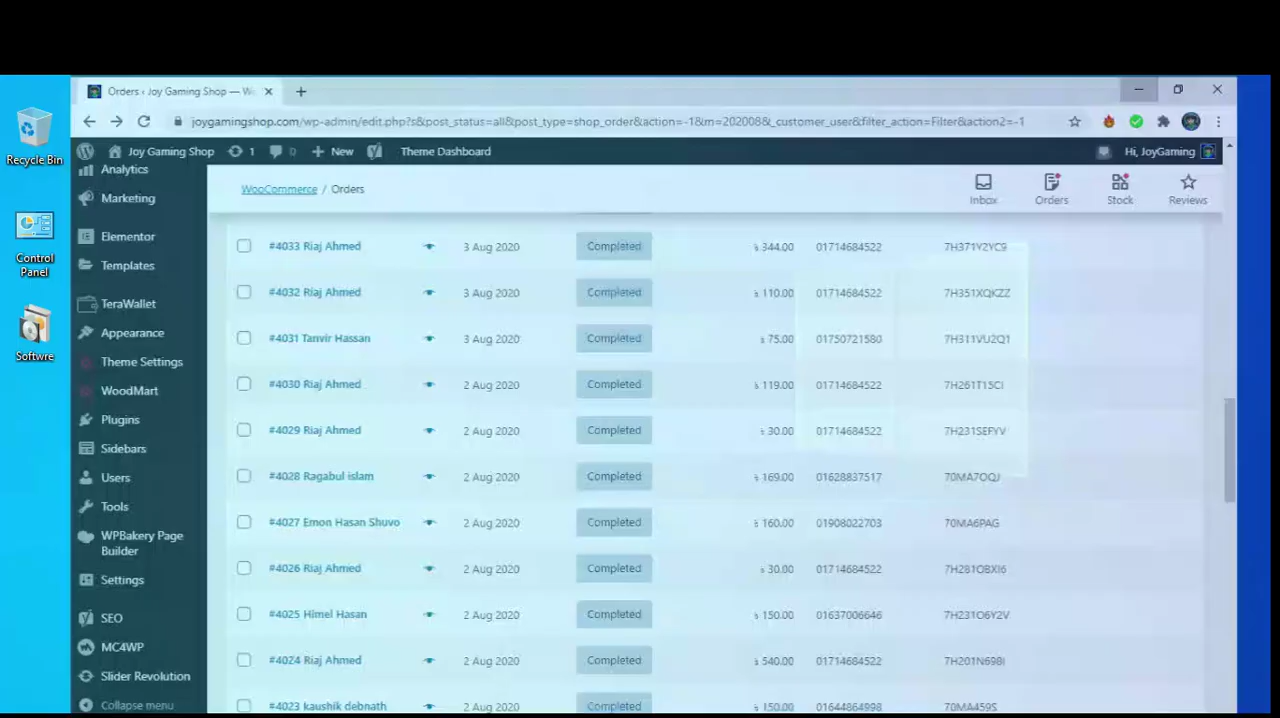 Orders ‹ Joy Gaming Shop — W
joygamingshop.com/wp-admin/edit.php?s&post_status=all&post_type=shop_order&action=-1&m=202008&_customer_user&filter_action=Filter&action2=-1
Joy Gaming Shop 1 0 New Theme Dashboard Hi, JoyGaming
Recycle Bin
Control Panel
Softwre
Analytics
Marketing
Elementor
Templates
TeraWallet
Appearance
Theme Settings
WoodMart
Plugins
Sidebars
Users
Tools
WPBakery Page
Builder
Settings
SEO
MC4WP
Slider Revolution
Collapse menu
WooCommerce / Orders
Inbox Orders Stock Reviews
#4033 Riaj Ahmed 3 Aug 2020 Completed ৳ 344.00 01714684522 7H371Y2YC9
#4032 Riaj Ahmed 3 Aug 2020 Completed ৳ 110.00 01714684522 7H351XQKZZ
#4031 Tanvir Hassan 3 Aug 2020 Completed ৳ 75.00 01750721580 7H311VU2Q1
#4030 Riaj Ahmed 2 Aug 2020 Completed ৳ 119.00 01714684522
#4029 Riaj Ahmed 2 Aug 2020 Completed ৳ 30.00 01714684522 7H231SEFYV
#4028 Ragabul islam 2 Aug 2020 Completed ৳ 169.00 01628837517 70MA7OQJ
#4027 Emon Hasan Shuvo 2 Aug 2020 Completed ৳ 160.00 01908022703 70MA6PAG
#4026 Riaj Ahmed 2 Aug 2020 Completed ৳ 30.00 01714684522
#4025 Himel Hasan 2 Aug 2020 Completed ৳ 150.00 01637006646 7H231O6Y2V
#4024 Riaj Ahmed 2 Aug 2020 Completed ৳ 540.00 01714684522
#4023 kaushik debnath 2 Aug 2020 Completed ৳ 150.00 01644864998 70MA459S